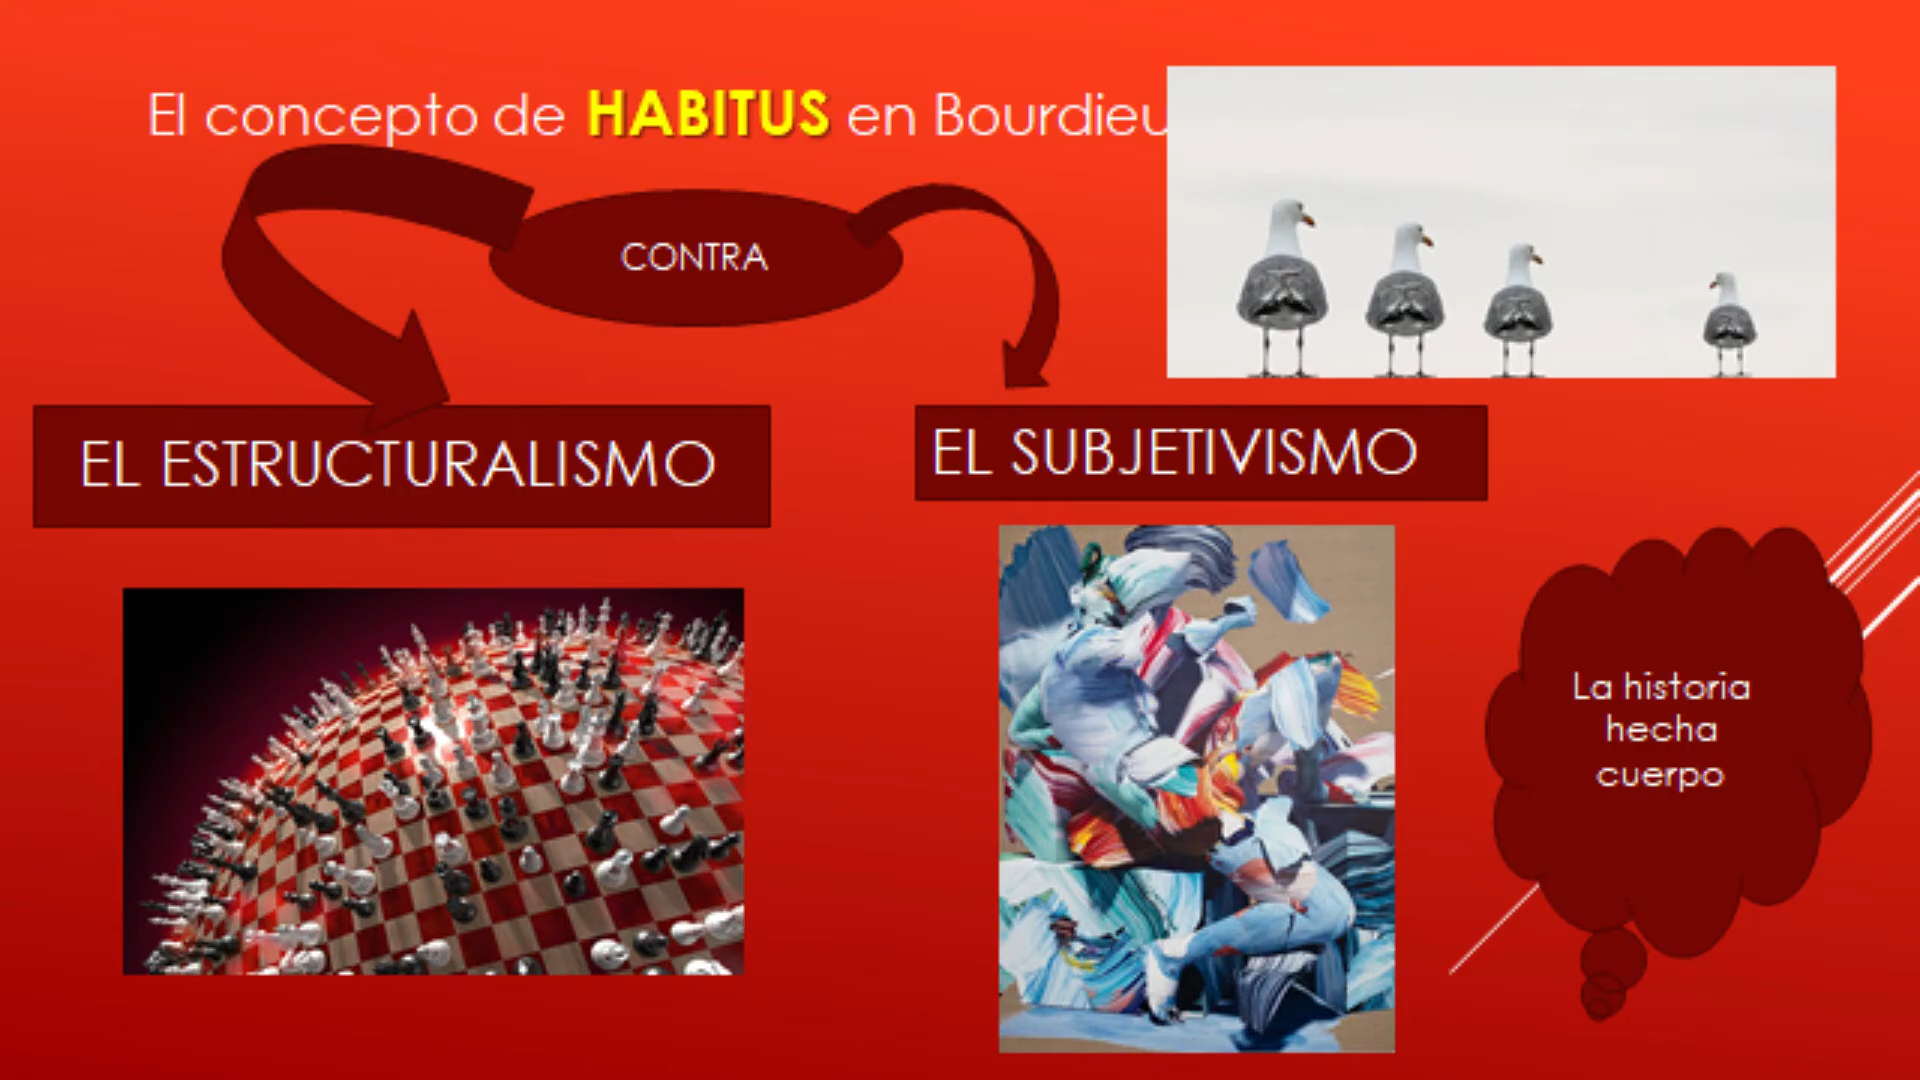 El concepto de HABITUS en Bourdieu
CONTRA
EL ESTRUCTURALISMO
EL SUBJETIVISMO
La historia
hecha
cuerpo